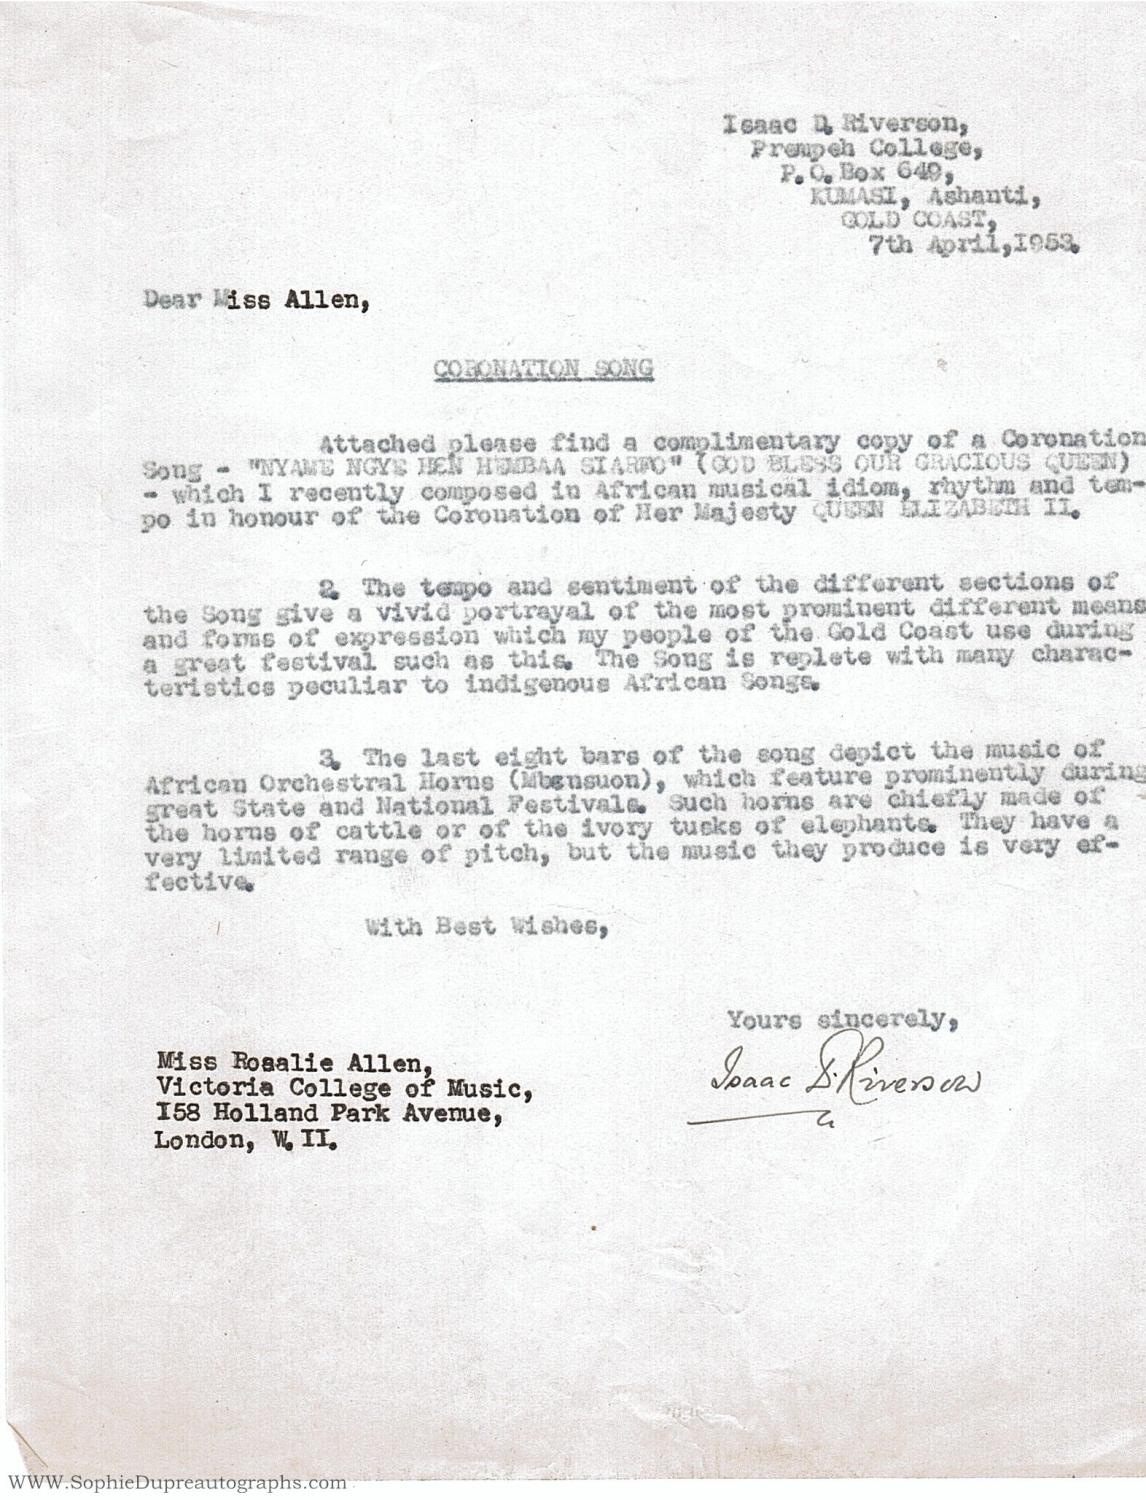 Isaac D. Riverson,
Prempeh College,
P.O.Box 649,
KUMASI, Ashanti,
GOLD COAST,
7th April,1953.
Dear Miss Allen,
CORONATION SONG
Attached please find a complimentary copy of a Coronation
Song - "NYAME NGYE HEN HEMBAA SIARFO" (GOD BLESS OUR GRACIOUS QUEEN)
- which I recently composed in African musical idiom, rhythm and tem-
po in honour of the Coronation of Her Majesty QUEEN ELIZABETH II.
2. The tempo and sentiment of the different sections of
the Song give a vivid portrayal of the most prominent different means
and forms of expression which my people of the Gold Coast use during
a great festival such as this. The Song is replete with many charac-
teristics peculiar to indigenous African Songs.
3. The last eight bars of the song depict the music of
African Orchestral Horns (Mbensuon), which feature prominently during
great State and National Festivals. Such horns are chiefly made of
the horns of cattle or of the ivory tusks of elephants. They have a
very limited range of pitch, but the music they produce is very ef-
fective.
With Best Wishes,
Yours sincerely,
Isaac D. Riverson
Miss Rosalie Allen,
Victoria College of Music,
I58 Holland Park Avenue,
London, W.II.
WWW.SophieDupreautographs.com